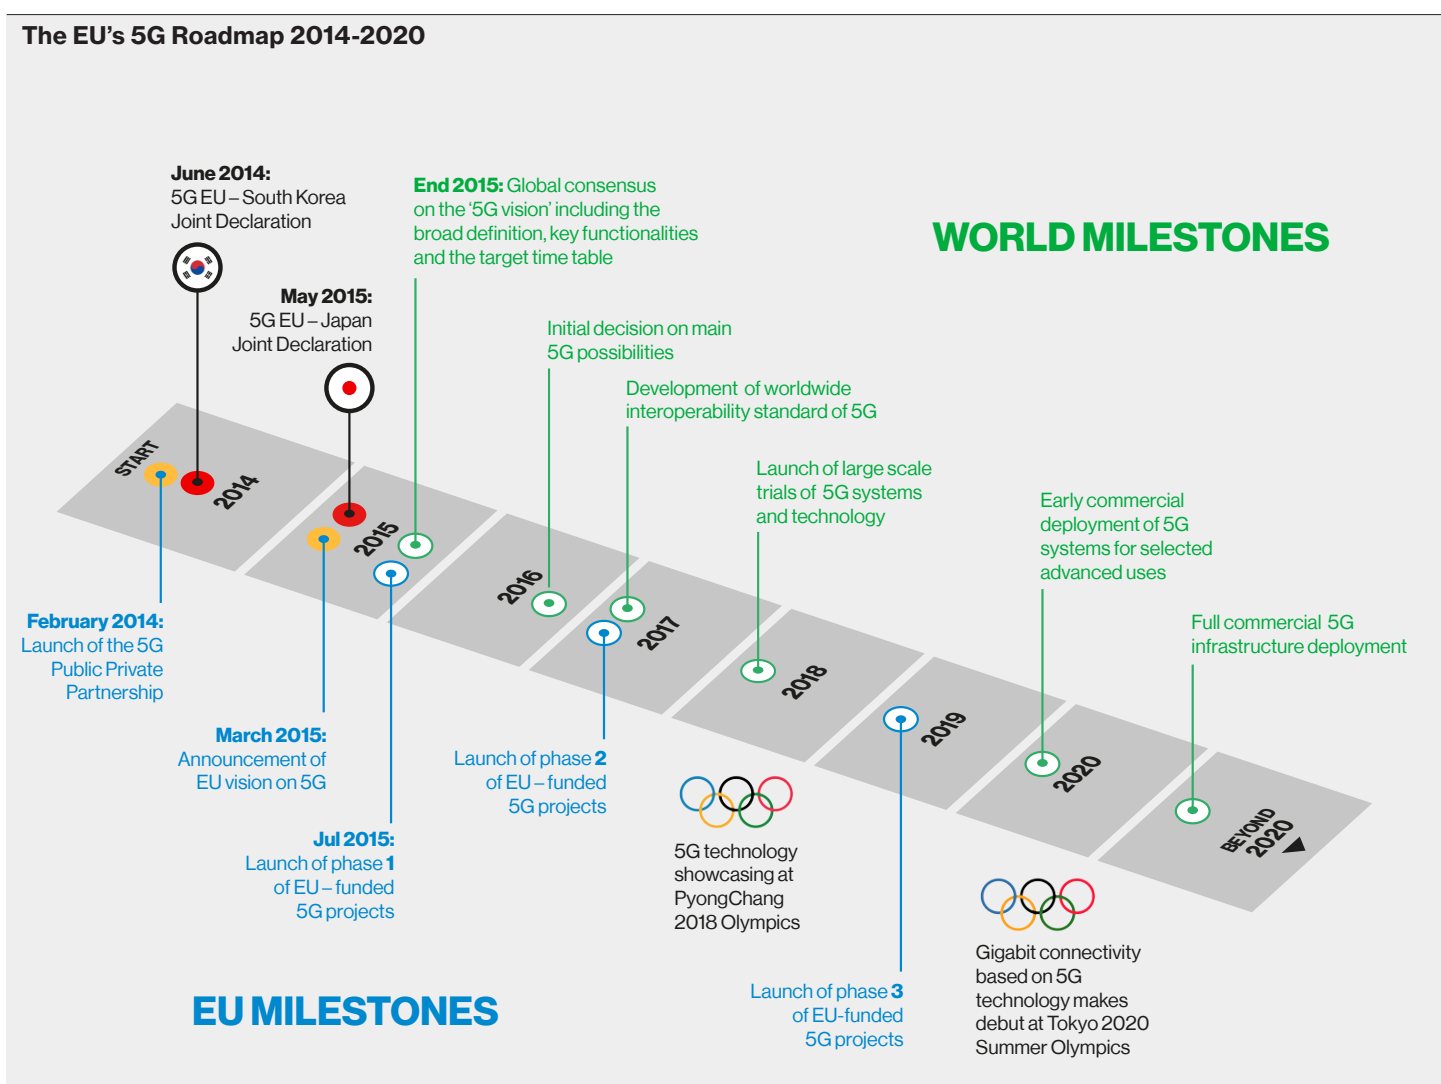 The EU's 5G Roadmap 2014-2020
June 2014:
5G EU – South Korea
Joint Declaration
End 2015: Global consensus
on the ‘5G vision’ including the
broad definition, key functionalities
and the target time table
WORLD MILESTONES
May 2015:
5G EU – Japan
Joint Declaration
Initial decision on main
5G possibilities
Development of worldwide
interoperability standard of 5G
Launch of large scale
trials of 5G systems
and technology
Early commercial
deployment of 5G
systems for selected
advanced uses
Full commercial 5G
infrastructure deployment
START
2014
2015
2016
2017
2018
2019
2020
BEYOND
2020
February 2014:
Launch of the 5G
Public Private
Partnership
March 2015:
Announcement of
EU vision on 5G
Jul 2015:
Launch of phase 1
of EU – funded
5G projects
Launch of phase 2
of EU – funded
5G projects
5G technology
showcasing at
PyongChang
2018 Olympics
Launch of phase 3
of EU-funded
5G projects
Gigabit connectivity
based on 5G
technology makes
debut at Tokyo 2020
Summer Olympics
EU MILESTONES